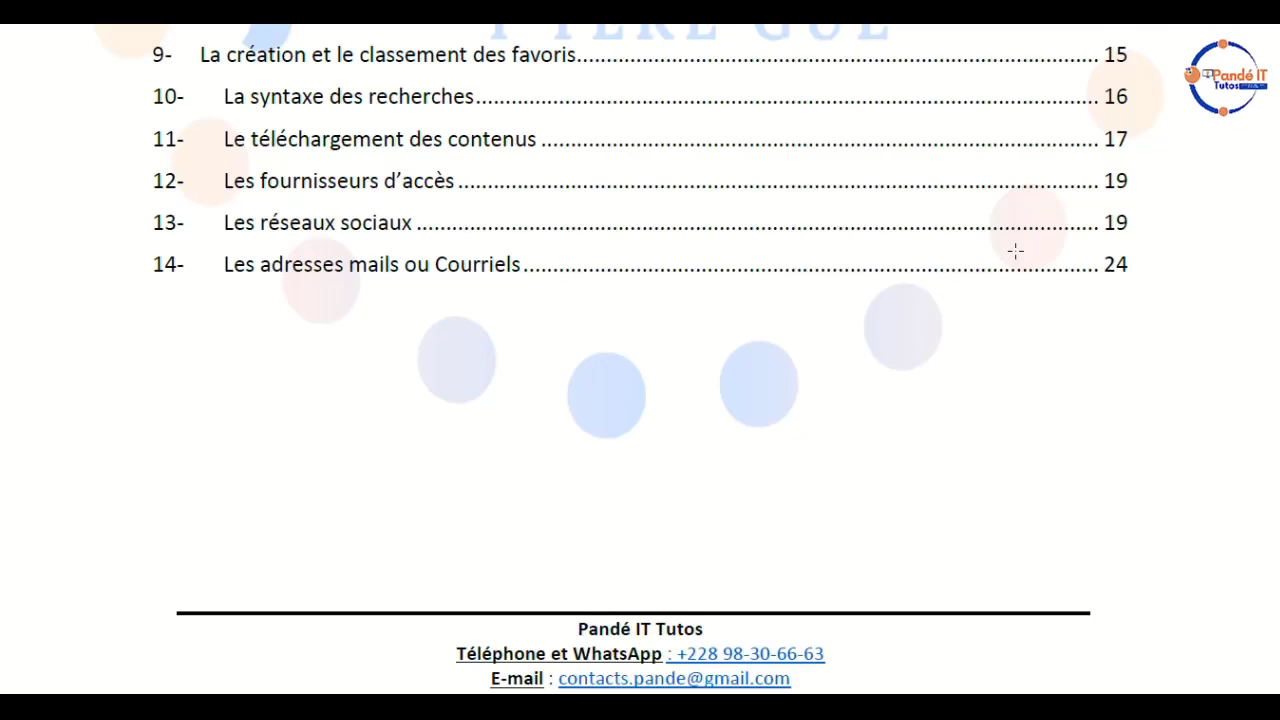 9- La création et le classement des favoris........ 15
10- La syntaxe des recherches........ 16
11- Le téléchargement des contenus ........ 17
12- Les fournisseurs d’accès ........ 19
13- Les réseaux sociaux ........ 19
14- Les adresses mails ou Courriels........ 24
Pandé IT
Tutos
Pandé IT Tutos
Téléphone et WhatsApp : +228 98-30-66-63
E-mail : contacts.pande@gmail.com